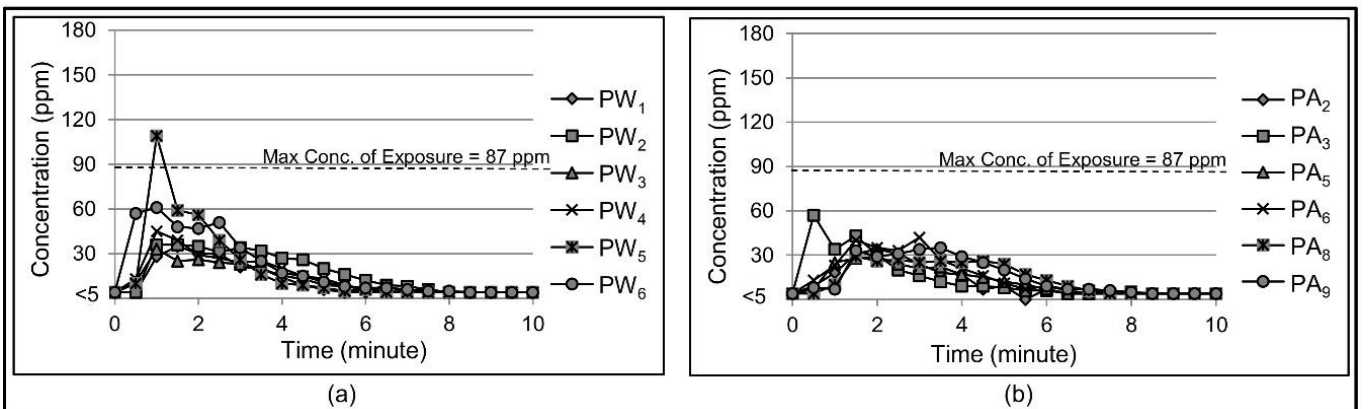 180
150
120
90
60
30
<5
Concentration (ppm)
Max Conc. of Exposure = 87 ppm
0 2 4 6 8 10
Time (minute)
PW1
PW2
PW3
PW4
PW5
PW6
(a)
180
150
120
90
60
30
<5
Concentration (ppm)
Max Conc. of Exposure = 87 ppm
0 2 4 6 8 10
Time (minute)
PA2
PA3
PA5
PA6
PA8
PA9
(b)